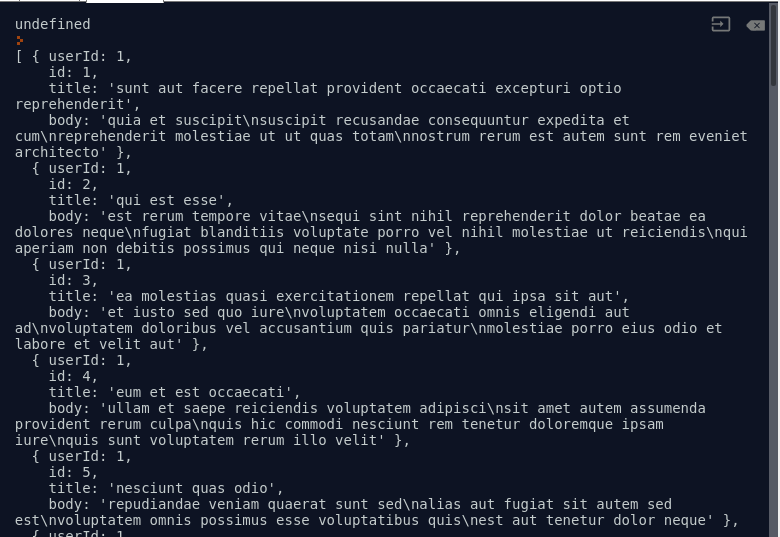 undefined
[ { userId: 1,
id: 1,
title: 'sunt aut facere repellat provident occaecati excepturi optio
reprehenderit',
body: 'quia et suscipit\nsuscipit recusandae consequuntur expedita et
cum\nreprehenderit molestiae ut ut quas totam\nnostrum rerum est autem sunt rem eveniet
architecto' },
{ userId: 1,
id: 2,
title: 'qui est esse',
body: 'est rerum tempore vitae\nsequi sint nihil reprehenderit dolor beatae ea
dolores neque\nfugiat blanditiis voluptate porro vel nihil molestiae ut reiciendis\nqui
aperiam non debitis possimus qui neque nisi nulla' },
{ userId: 1,
id: 3,
title: 'ea molestias quasi exercitationem repellat qui ipsa sit aut',
body: 'et iusto sed quo iure\nvoluptatem occaecati omnis eligendi aut
ad\nvoluptatem doloribus vel accusantium quis pariatur\nmolestiae porro eius odio et
labore et velit aut' },
{ userId: 1,
id: 4,
title: 'eum et est occaecati',
body: 'ullam et saepe reiciendis voluptatem adipisci\nsit amet autem assumenda
provident rerum culpa\nquis hic commodi nesciunt rem tenetur doloremque ipsam
iure\nquis sunt voluptatem rerum illo velit' },
{ userId: 1,
id: 5,
title: 'nesciunt quas odio',
body: 'repudiandae veniam quaerat sunt sed\nalias aut fugiat sit autem sed
est\nvoluptatem omnis possimus esse voluptatibus quis\nest aut tenetur dolor neque' },
{ userId: 1,